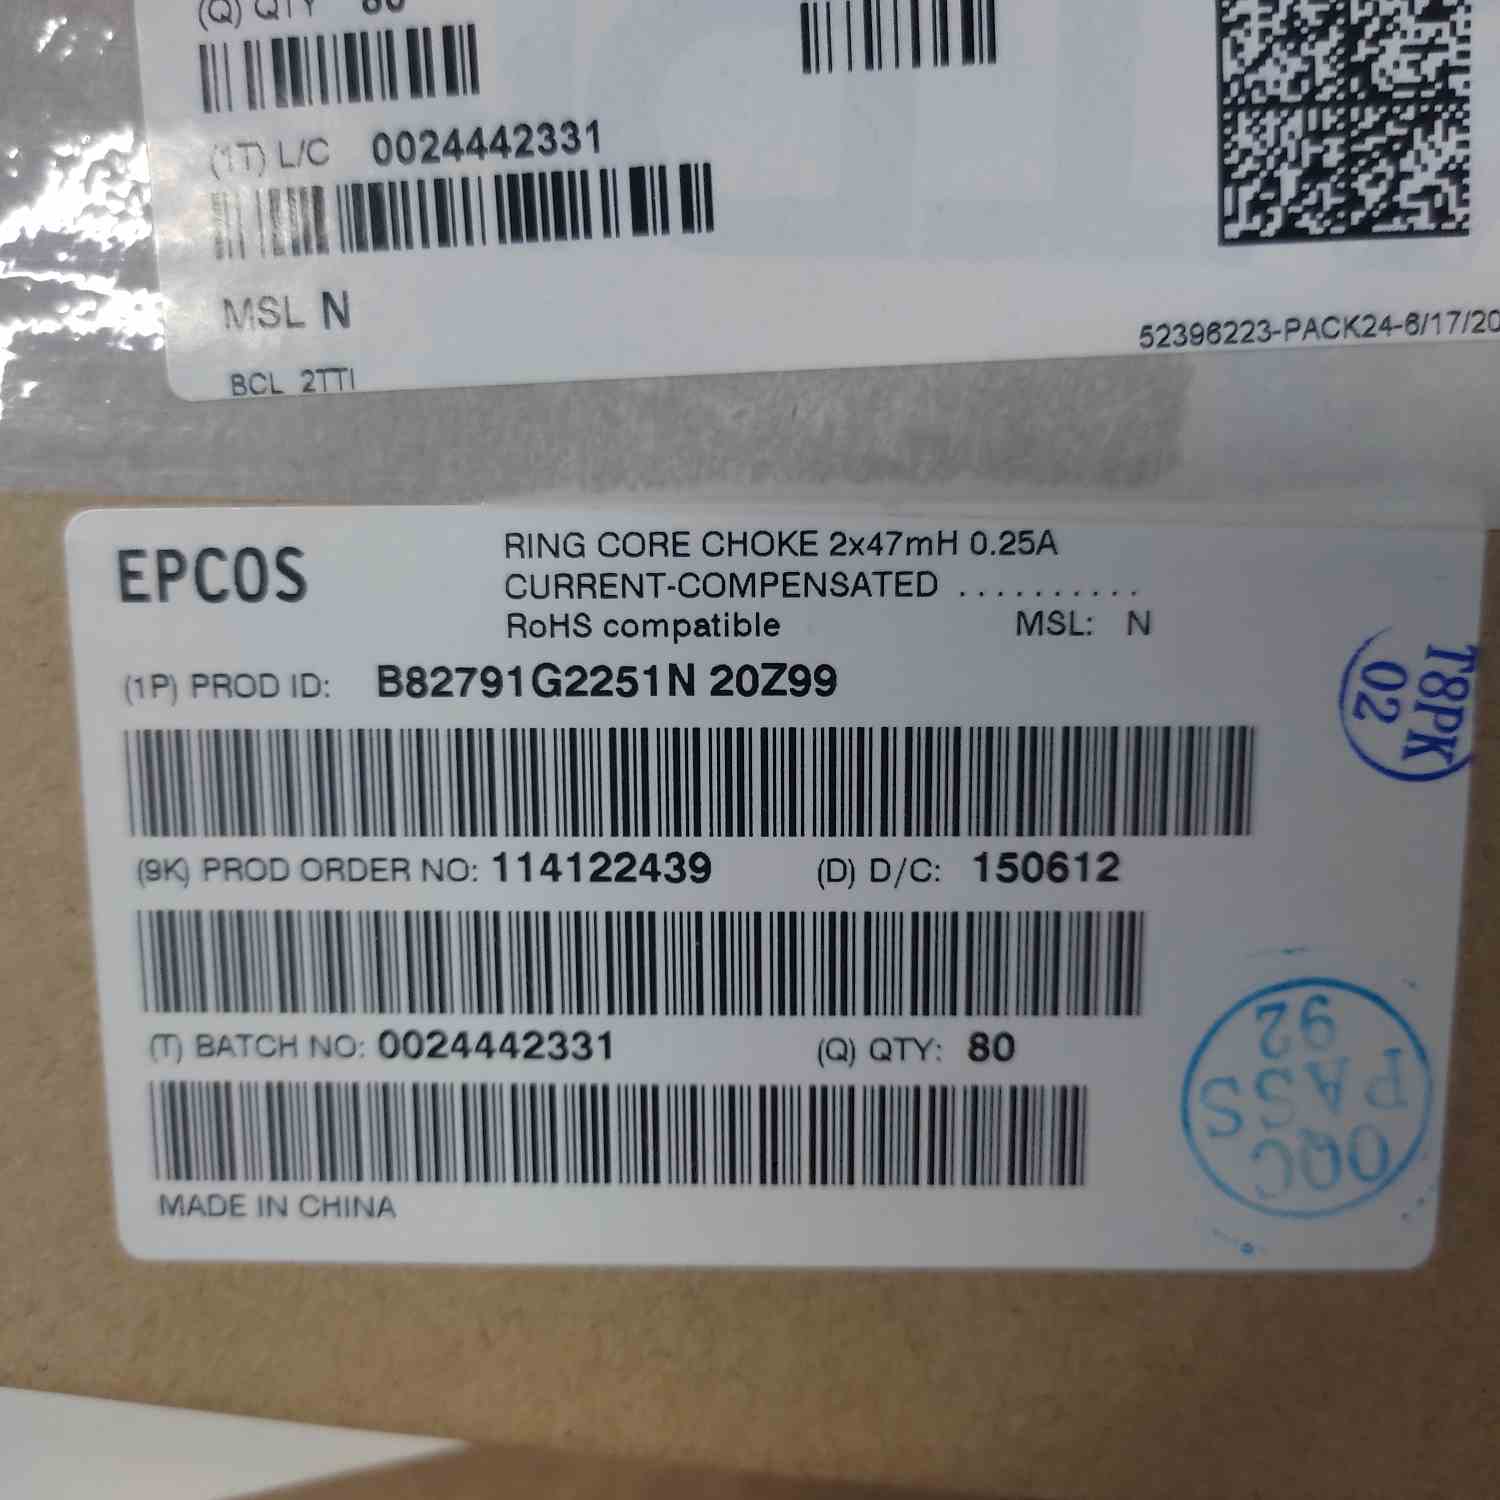 (Q) QTY 80
(1T) L/C 0024442331
MSL N
BCL 2TTI
52396223-PACK24-6/17/20
EPCOS
RING CORE CHOKE 2x47mH 0.25A
CURRENT-COMPENSATED ..........
RoHS compatible MSL: N
(1P) PROD ID: B82791G2251N 20Z99
T8PK
02
(9K) PROD ORDER NO: 114122439 (D) D/C: 150612
(T) BATCH NO: 0024442331 (Q) QTY: 80
OQC
PASS
92
MADE IN CHINA